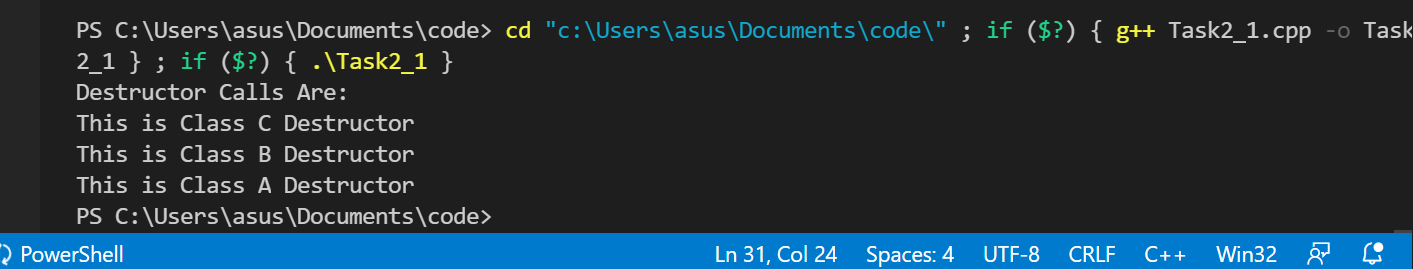 PS C:\Users\asus\Documents\code> cd "c:\Users\asus\Documents\code\" ; if ($?) { g++ Task2_1.cpp -o Task
2_1 } ; if ($?) { .\Task2_1 }
Destructor Calls Are:
This is Class C Destructor
This is Class B Destructor
This is Class A Destructor
PS C:\Users\asus\Documents\code>
PowerShell Ln 31, Col 24 Spaces: 4 UTF-8 CRLF C++ Win32